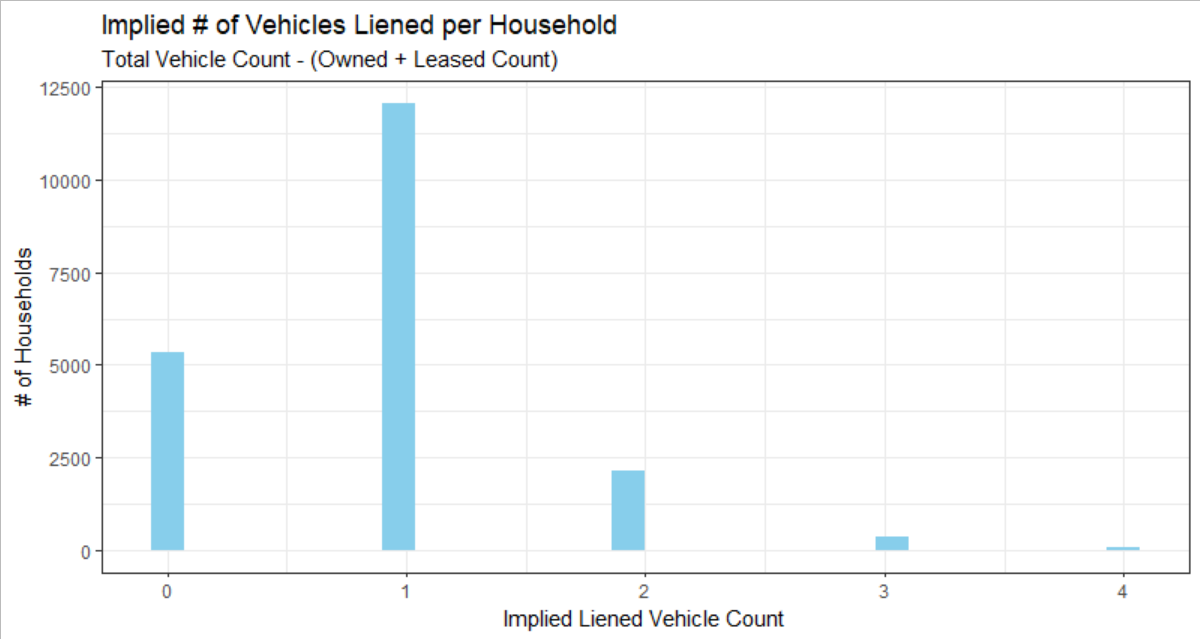 Implied # of Vehicles Liened per Household
Total Vehicle Count - (Owned + Leased Count)
12500
10000
7500
5000
2500
0
# of Households
0 1 2 3 4
Implied Liened Vehicle Count